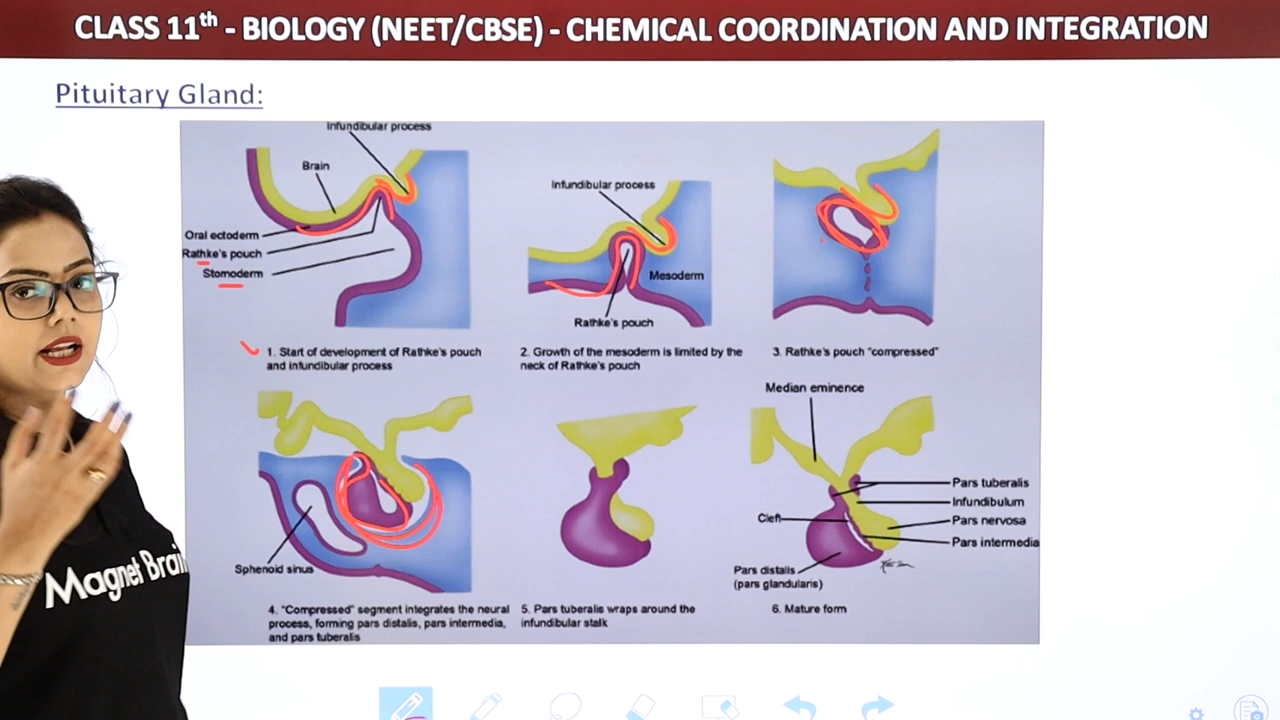 CLASS 11th - BIOLOGY (NEET/CBSE) - CHEMICAL COORDINATION AND INTEGRATION
Pituitary Gland:
Infundibular process
Brain
Oral ectoderm
Rathke's pouch
Stomoderm
1. Start of development of Rathke's pouch
and infundibular process
Infundibular process
Mesoderm
Rathke's pouch
2. Growth of the mesoderm is limited by the
neck of Rathke's pouch
3. Rathke's pouch "compressed"
Sphenoid sinus
4. "Compressed" segment integrates the neural
process, forming pars distalis, pars intermedia,
and pars tuberalis
5. Pars tuberalis wraps around the
infundibular stalk
Median eminence
Pars tuberalis
Infundibulum
Pars nervosa
Pars intermedia
Cleft
Pars distalis
(pars glandularis)
6. Mature form
Magnet Brain